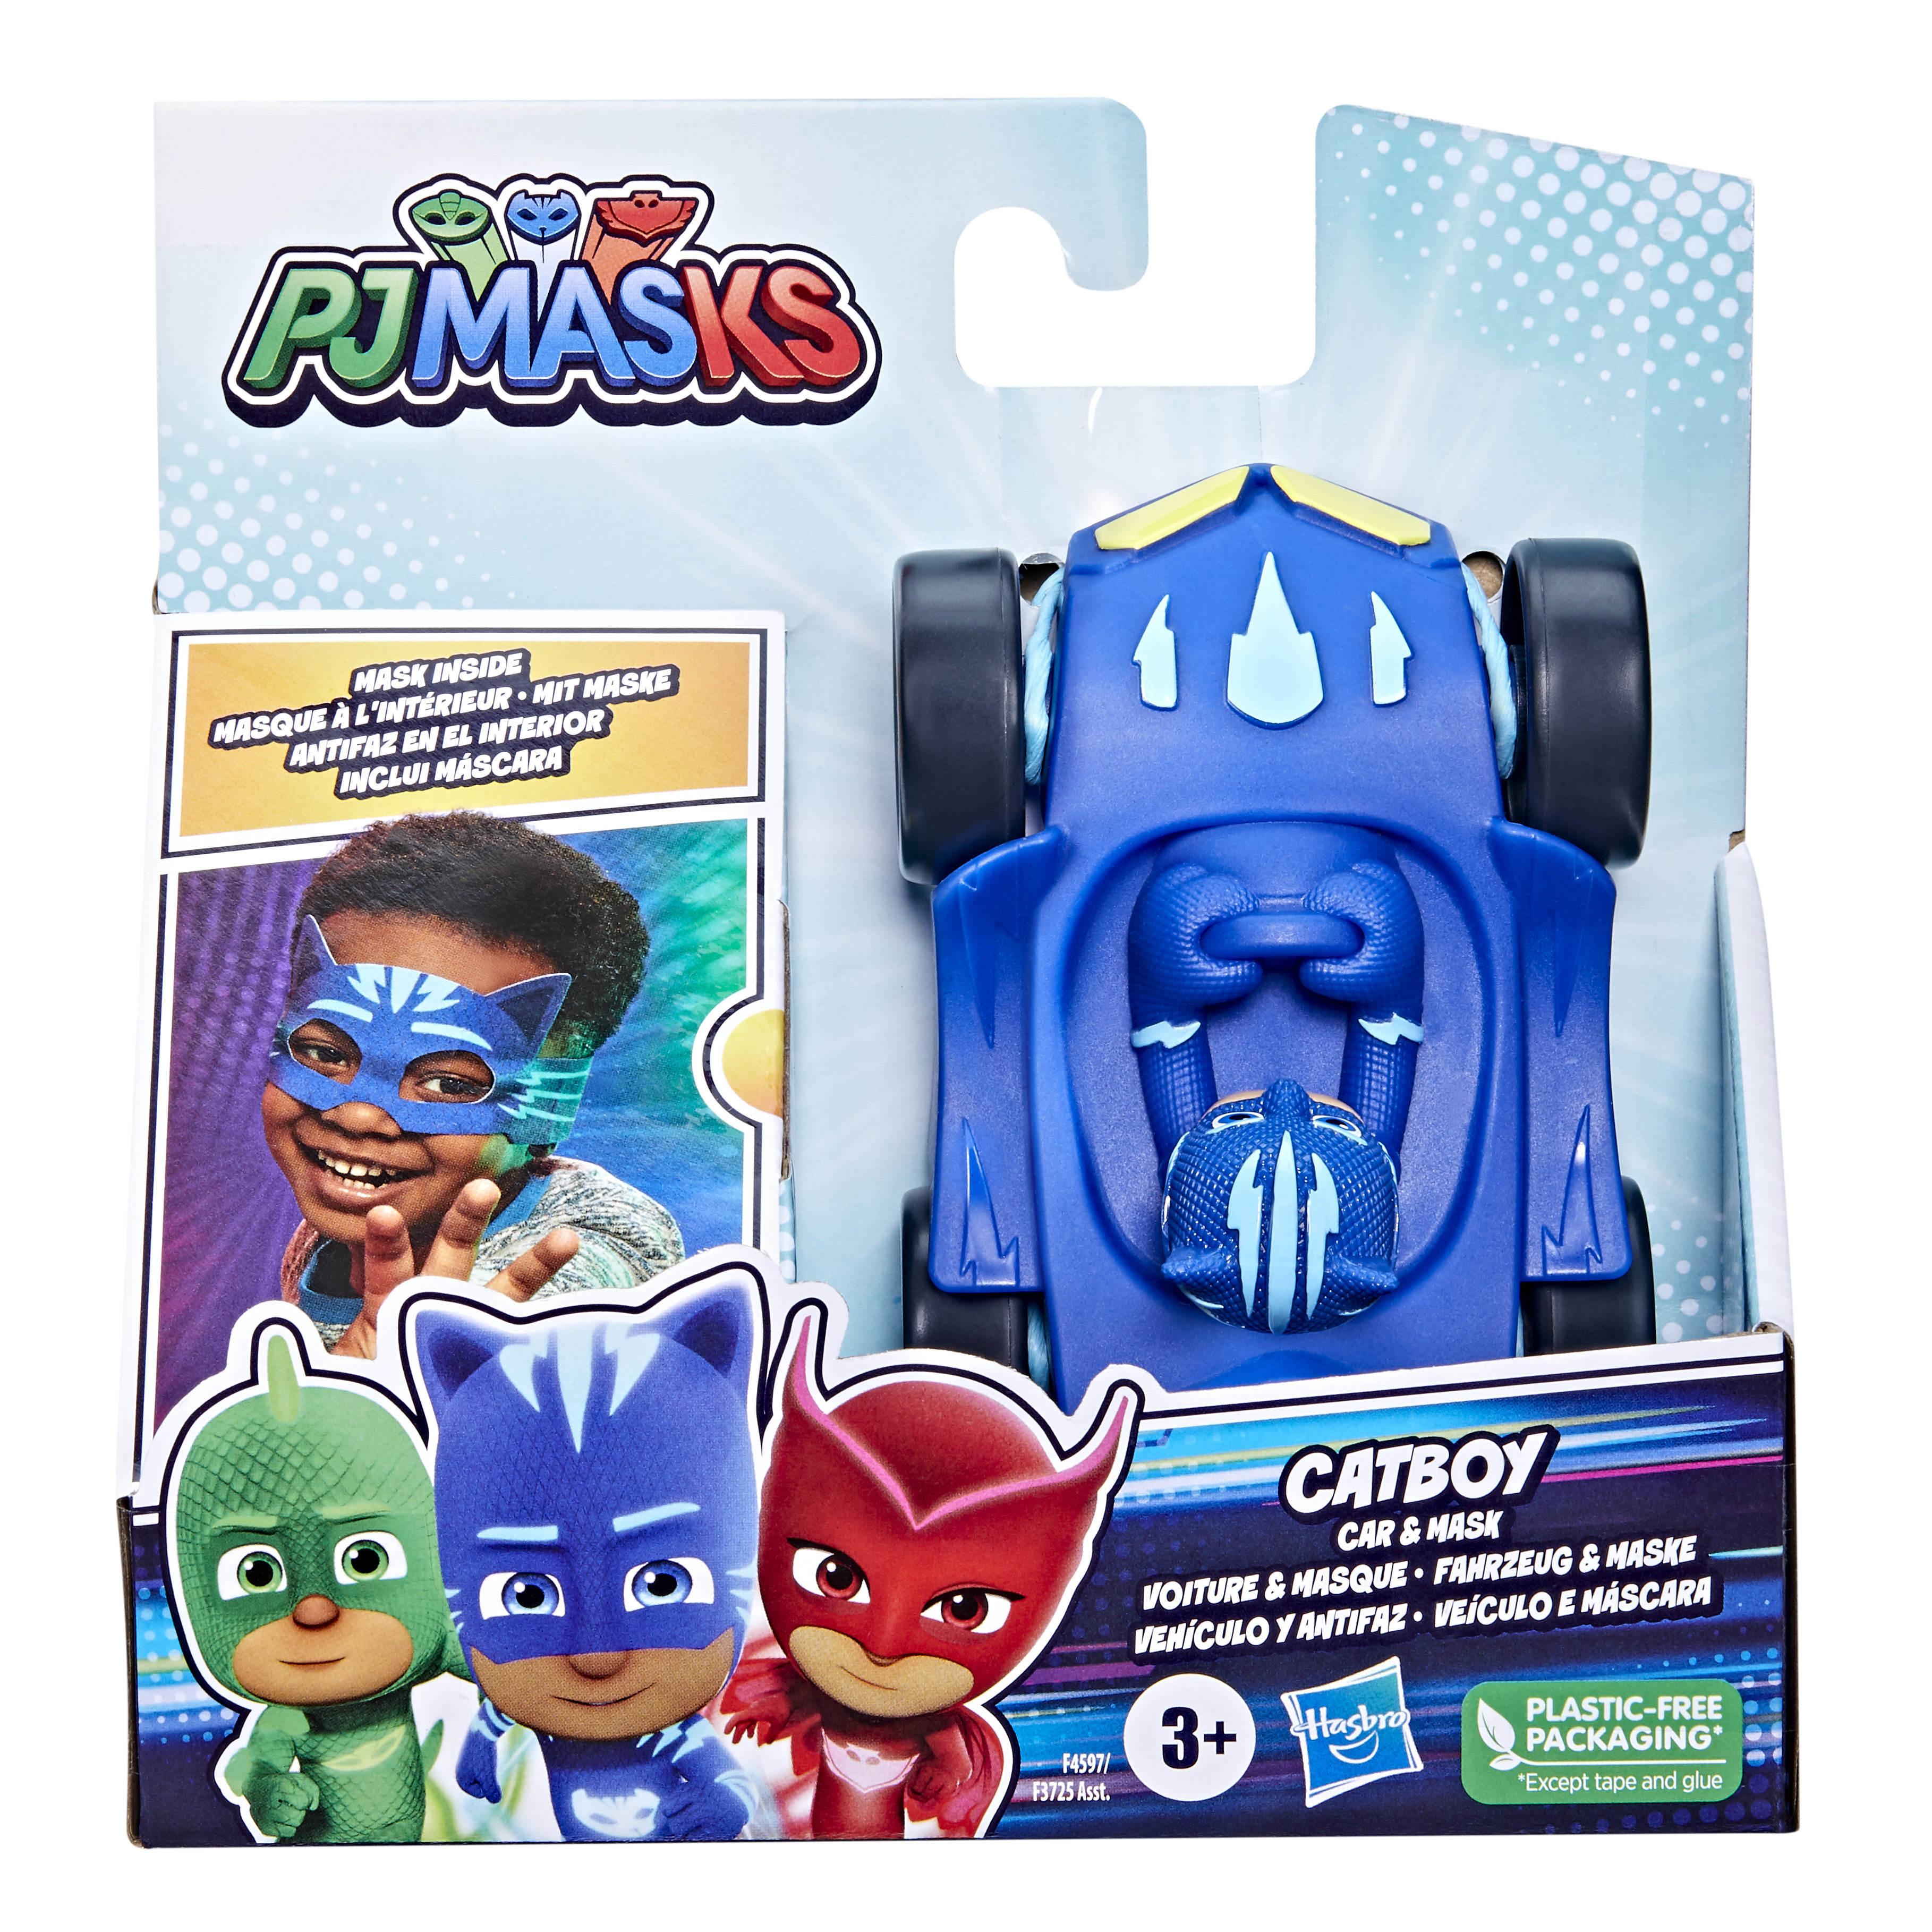 PJMASKS
MASK INSIDE
MASQUE À L'INTÉRIEUR • MIT MASKE
ANTIFAZ EN EL INTERIOR
INCLUI MÁSCARA
CATBOY
CAR & MASK
VOITURE & MASQUE • FAHRZEUG & MASKE
VEHÍCULO Y ANTIFAZ • VEÍCULO E MÁSCARA
F4597/
F3725 Asst.
3+
Hasbro
PLASTIC-FREE
PACKAGING*
*Except tape and glue